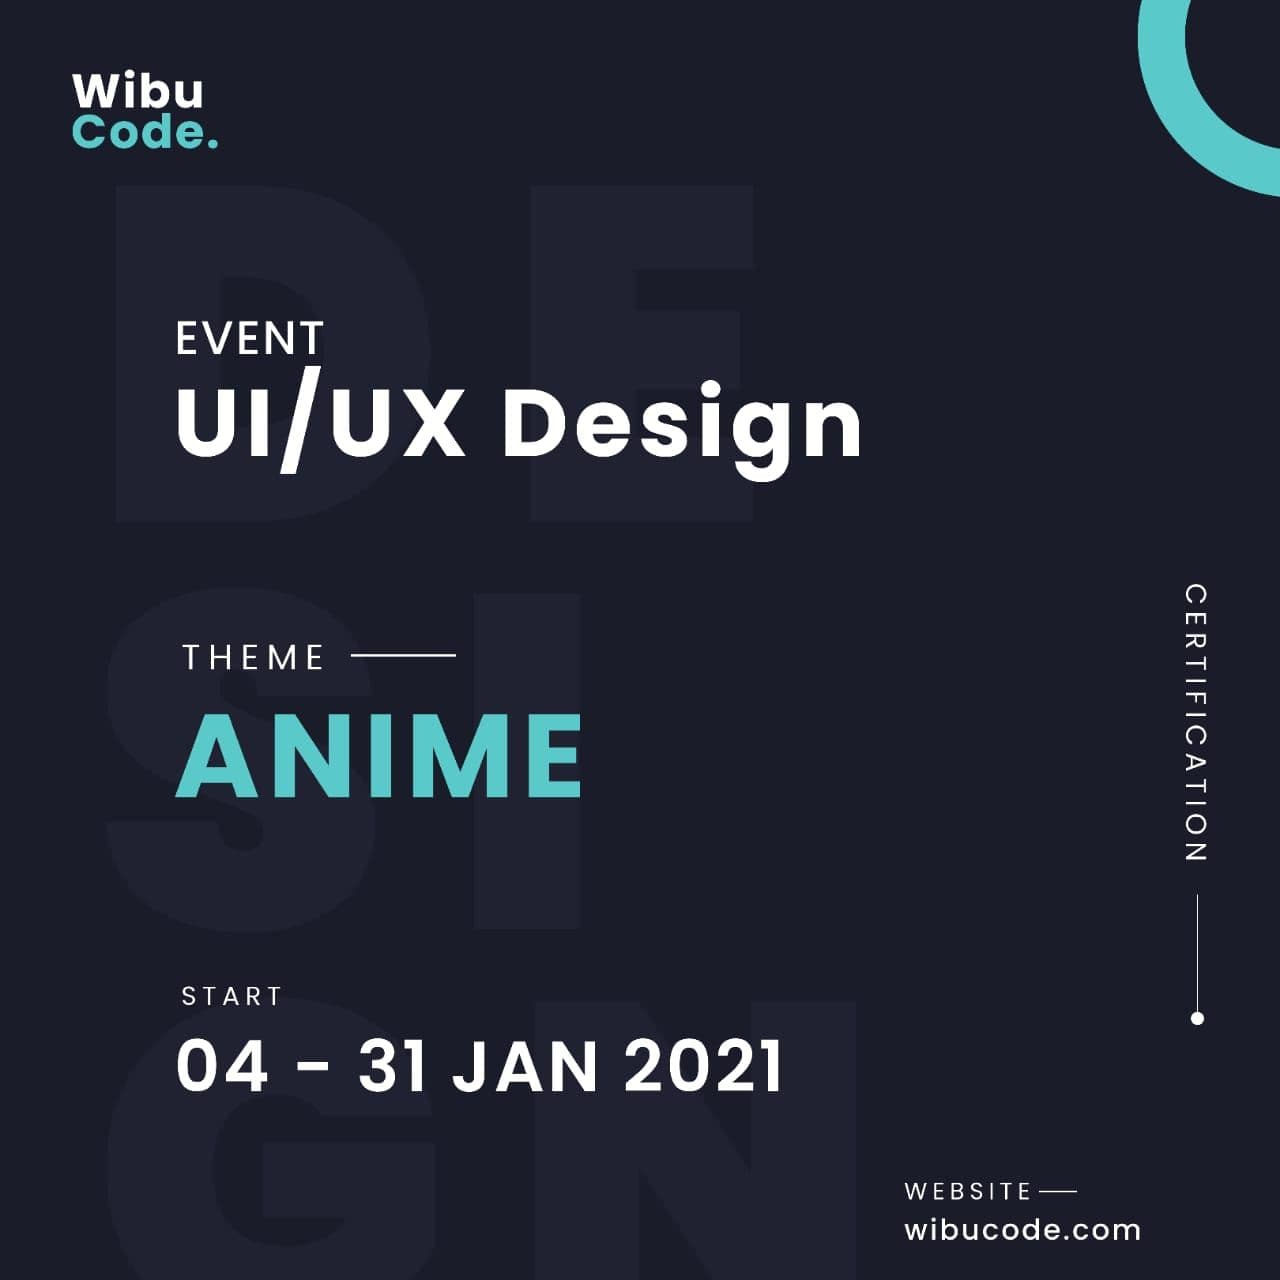 Wibu
Code.
DE
EVENT
UI/UX Design
SI
THEME
ANIME
GN
START
04 - 31 JAN 2021
CERTIFICATION
WEBSITE
wibucode.com